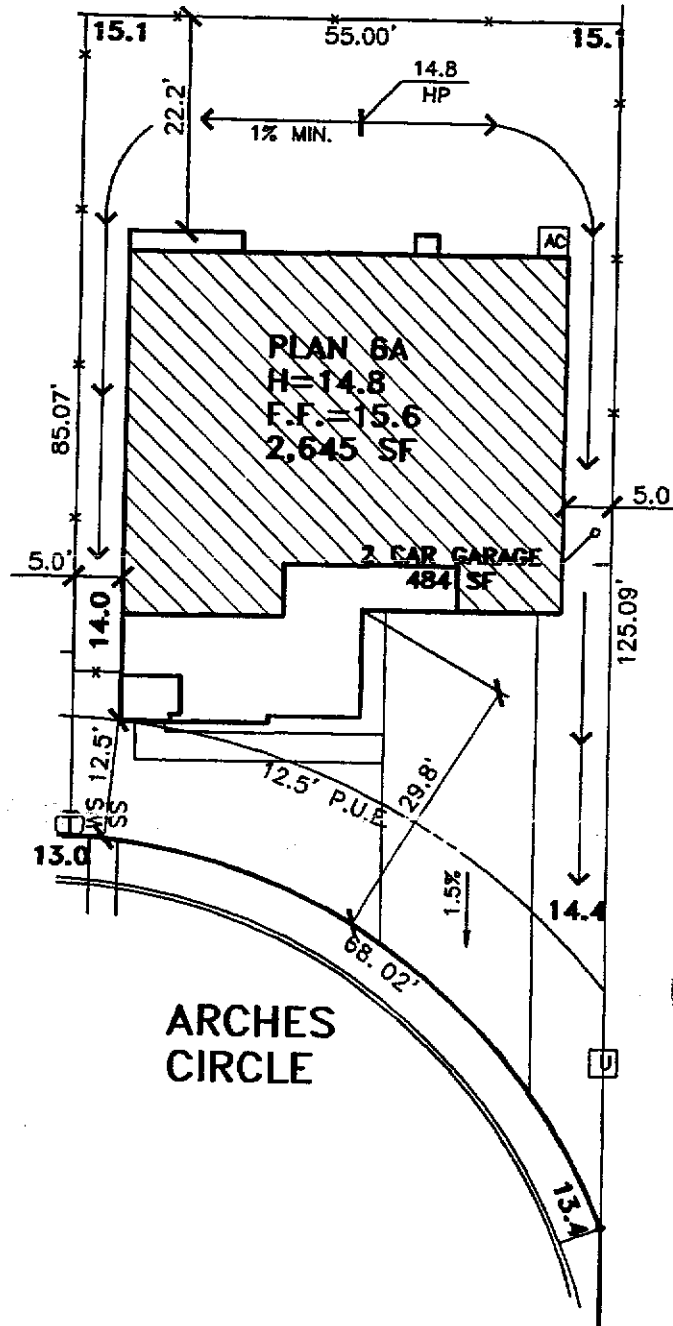 15.1
55.00'
15.1
14.8
HP
22.2'
1% MIN.
AC
PLAN 6A
H=14.8
F.F.=15.6
2,645 SF
85.07'
5.0
2 CAR GARAGE
484 SF
5.0'
14.0
125.09'
12.5'
12.5' P.U.E
29.8'
SW
SS
13.0
1.5%
14.4
68.02'
ARCHES
CIRCLE
U
13.4